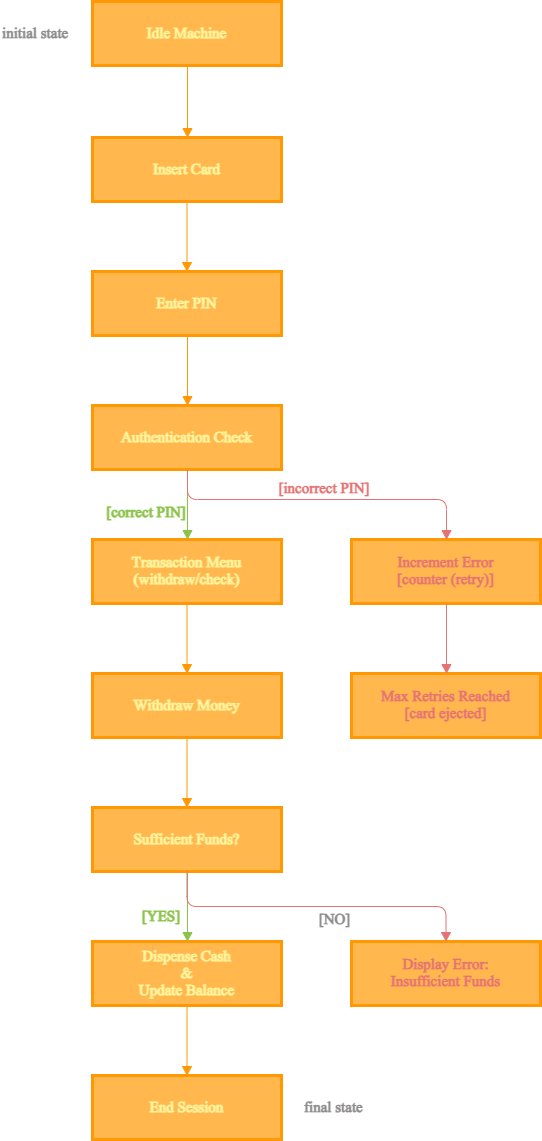 initial state
Idle Machine
Insert Card
Enter PIN
Authentication Check
[incorrect PIN]
[correct PIN]
Transaction Menu
(withdraw/check)
Increment Error
[counter (retry)]
Withdraw Money
Max Retries Reached
[card ejected]
Sufficient Funds?
[YES]
[NO]
Dispense Cash
&
Update Balance
Display Error:
Insufficient Funds
End Session
final state